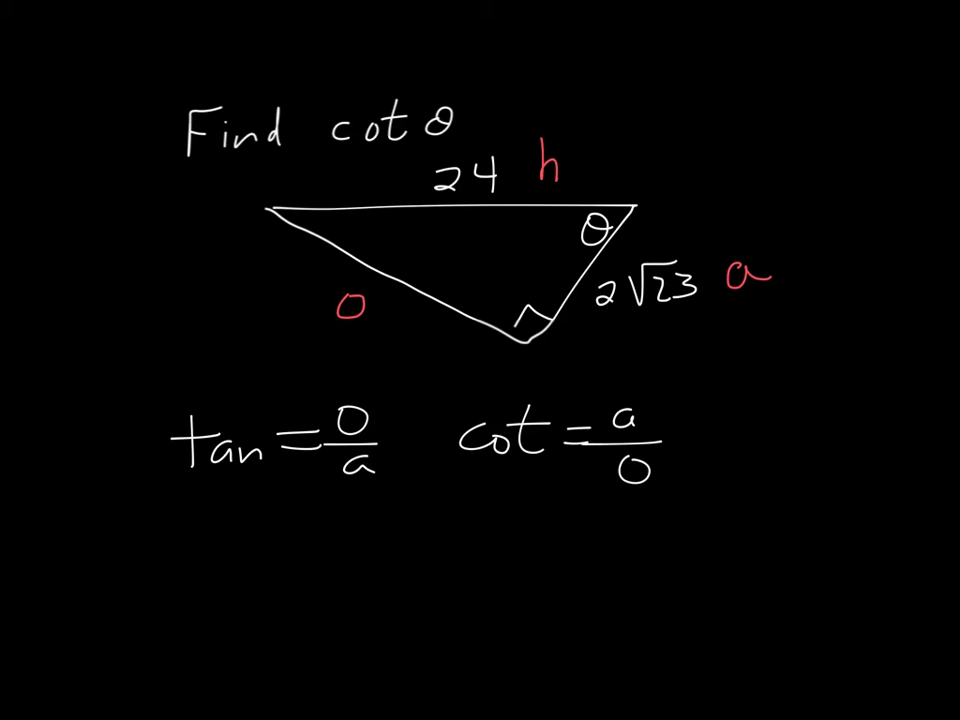 Find cot θ
24 h
θ
2√23 a
o
tan = o/a cot = a/o